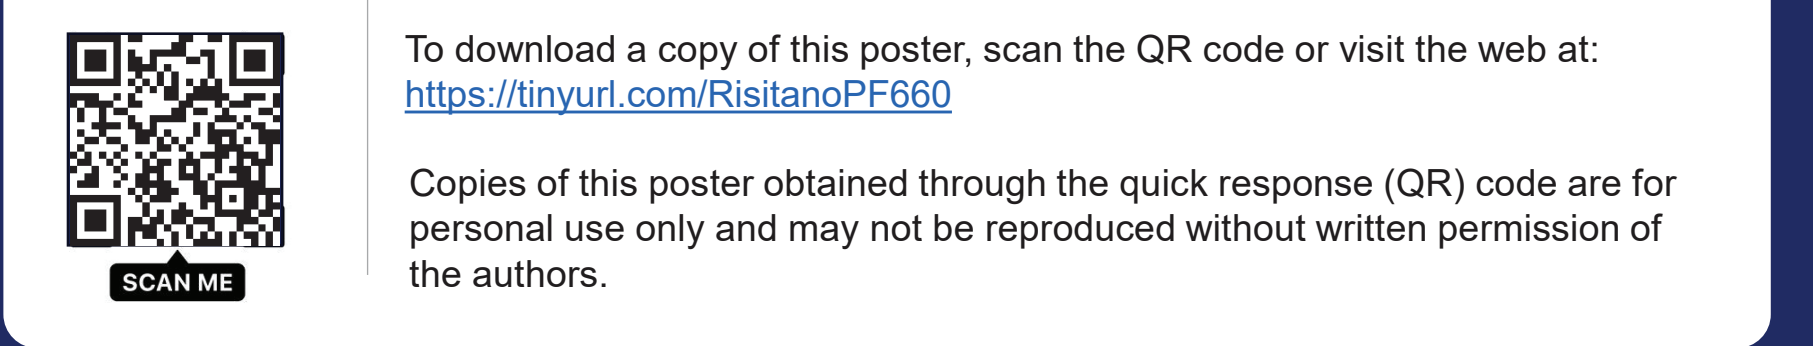 To download a copy of this poster, scan the QR code or visit the web at:
https://tinyurl.com/RisitanoPF660
Copies of this poster obtained through the quick response (QR) code are for
personal use only and may not be reproduced without written permission of
the authors.
SCAN ME